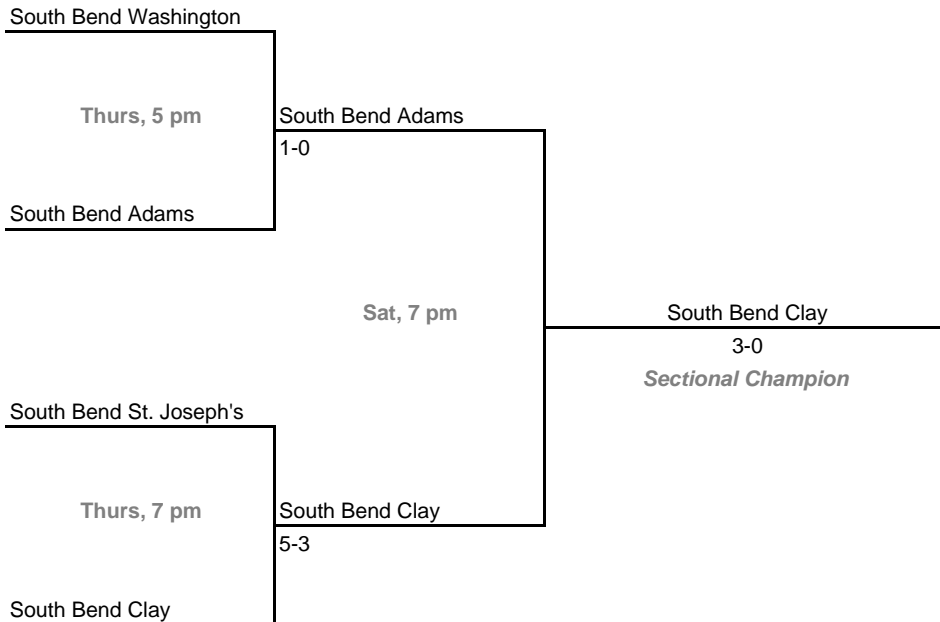 South Bend Washington
Thurs, 5 pm
South Bend Adams
1-0
South Bend Adams
Sat, 7 pm
South Bend Clay
3-0
Sectional Champion
South Bend St. Joseph's
Thurs, 7 pm
South Bend Clay
5-3
South Bend Clay